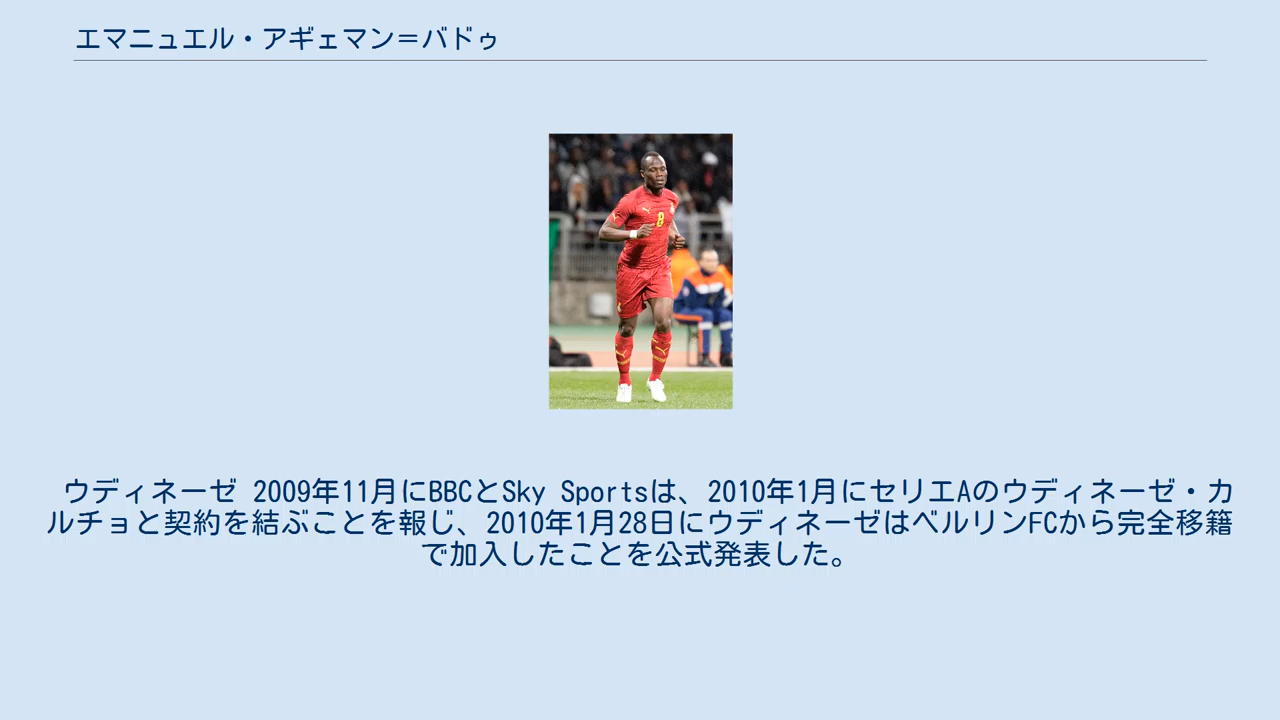 エマニュエル・アギェマン＝バドゥ
8
ウディネーゼ 2009年11月にBBCとSky Sportsは、2010年1月にセリエAのウディネーゼ・カ
ルチョと契約を結ぶことを報じ、2010年1月28日にウディネーゼはベルリンFCから完全移籍
で加入したことを公式発表した。